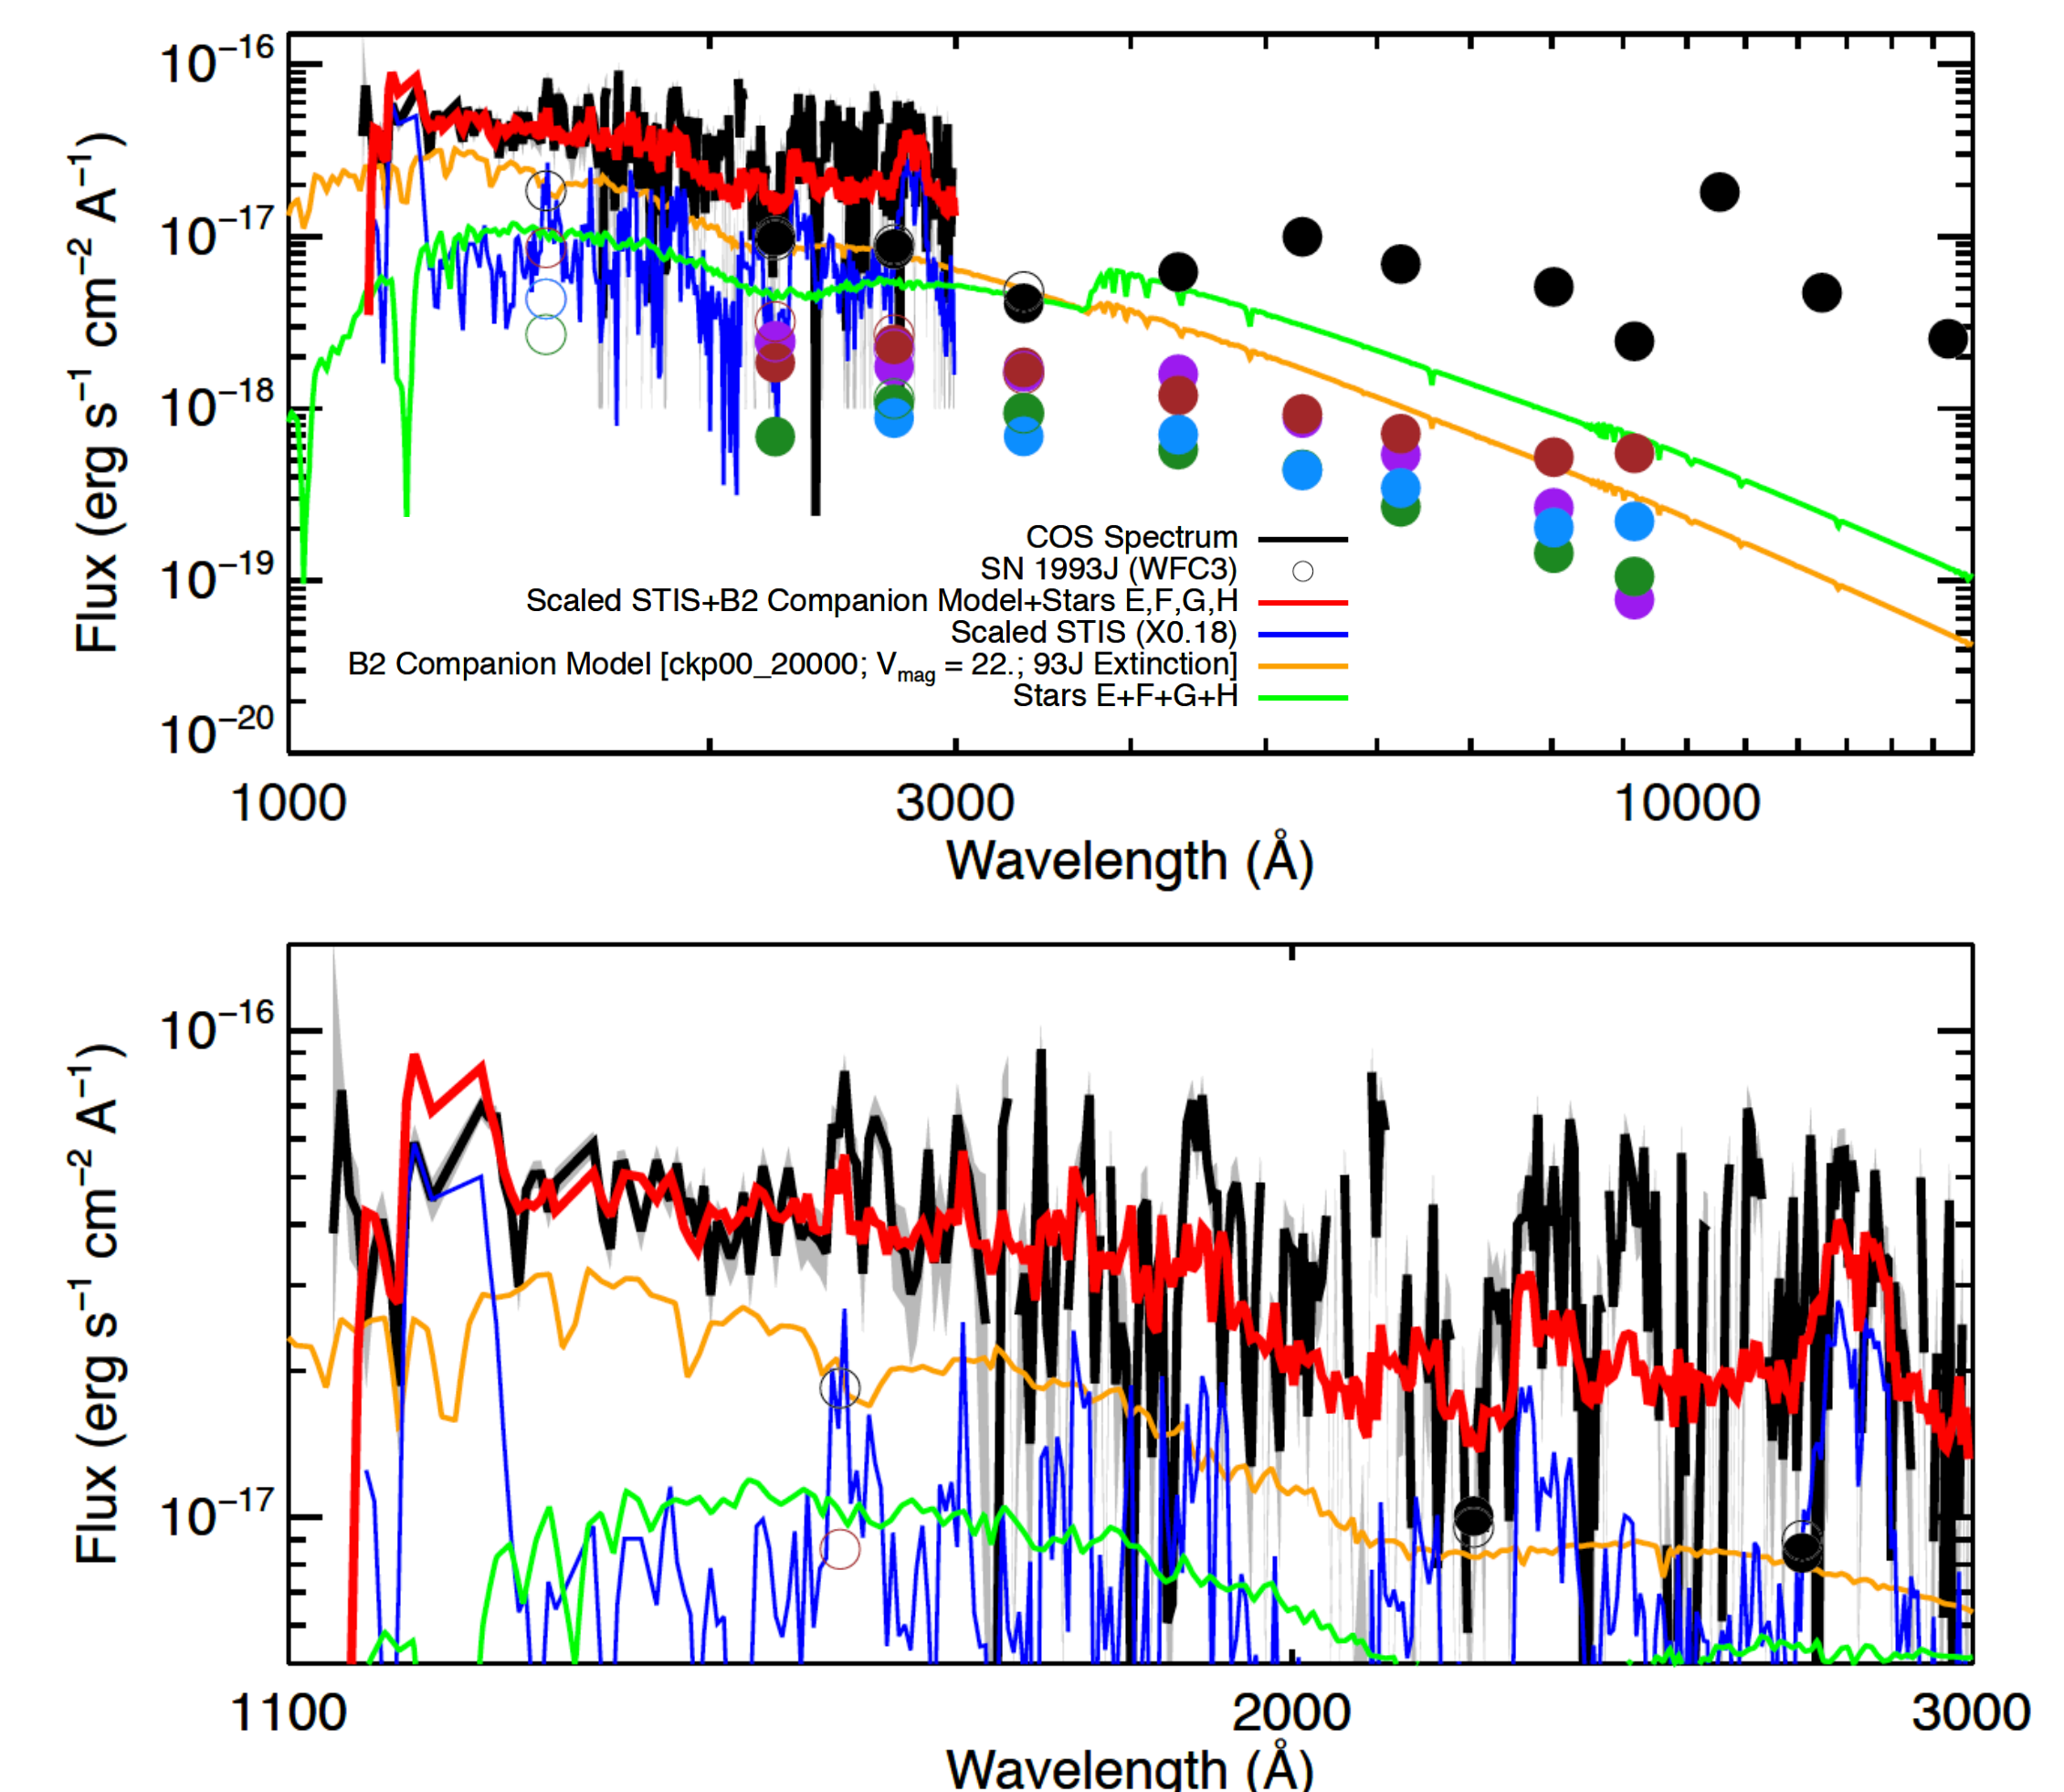 10−16
10−17
10−18
10−19
10−20
Flux (erg s−1 cm−2 A−1)
COS Spectrum
SN 1993J (WFC3)
Scaled STIS+B2 Companion Model+Stars E,F,G,H
Scaled STIS (X0.18)
B2 Companion Model [ckp00_20000; Vmag = 22.; 93J Extinction]
Stars E+F+G+H
1000 3000 10000
Wavelength (Å)
10−16
10−17
Flux (erg s−1 cm−2 A−1)
1100 2000 3000
Wavelength (Å)